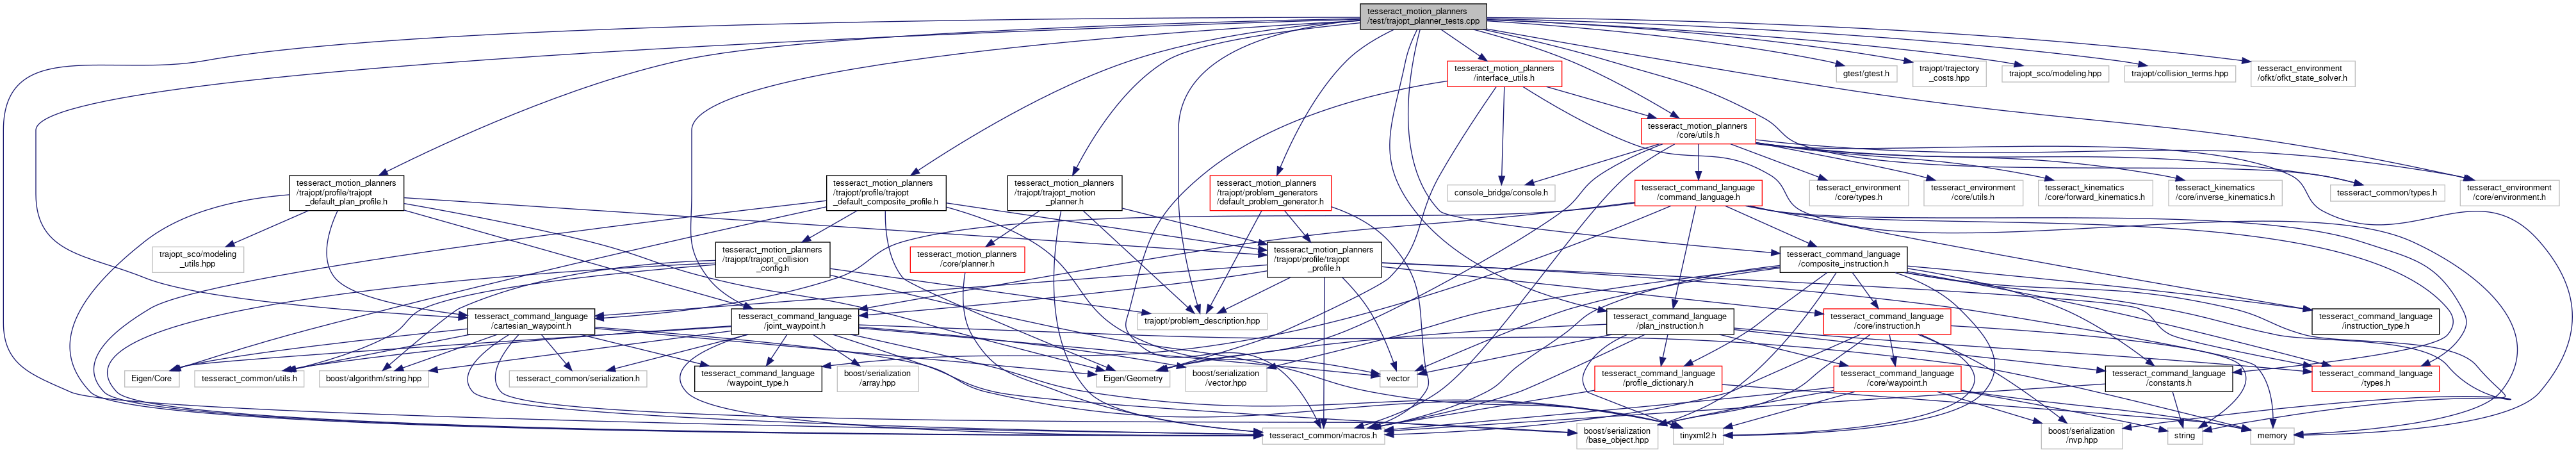 tesseract_motion_planners
/test/trajopt_planner_tests.cpp
tesseract_motion_planners
/interface_utils.h
gtest/gtest.h
trajopt/trajectory
_costs.hpp
trajopt_sco/modeling.hpp
trajopt/collision_terms.hpp
tesseract_environment
/ofkt/ofkt_state_solver.h
tesseract_motion_planners
/core/utils.h
tesseract_motion_planners
/trajopt/profile/trajopt
_default_plan_profile.h
tesseract_motion_planners
/trajopt/profile/trajopt
_default_composite_profile.h
tesseract_motion_planners
/trajopt/trajopt_motion
_planner.h
tesseract_motion_planners
/trajopt/problem_generators
/default_problem_generator.h
console_bridge/console.h
tesseract_command_language
/command_language.h
tesseract_environment
/core/types.h
tesseract_environment
/core/utils.h
tesseract_kinematics
/core/forward_kinematics.h
tesseract_kinematics
/core/inverse_kinematics.h
tesseract_common/types.h
tesseract_environment
/core/environment.h
trajopt_sco/modeling
_utils.hpp
tesseract_motion_planners
/trajopt/trajopt_collision
_config.h
tesseract_motion_planners
/core/planner.h
tesseract_motion_planners
/trajopt/profile/trajopt
_profile.h
tesseract_command_language
/composite_instruction.h
tesseract_command_language
/cartesian_waypoint.h
tesseract_command_language
/joint_waypoint.h
trajopt/problem_description.hpp
tesseract_command_language
/plan_instruction.h
tesseract_command_language
/core/instruction.h
tesseract_command_language
/instruction_type.h
Eigen/Core
tesseract_common/utils.h
boost/algorithm/string.hpp
tesseract_common/serialization.h
tesseract_command_language
/waypoint_type.h
boost/serialization
/array.hpp
Eigen/Geometry
boost/serialization
/vector.hpp
vector
tesseract_command_language
/profile_dictionary.h
tesseract_command_language
/core/waypoint.h
tesseract_command_language
/constants.h
tesseract_command_language
/types.h
tesseract_common/macros.h
boost/serialization
/base_object.hpp
tinyxml2.h
boost/serialization
/nvp.hpp
string
memory